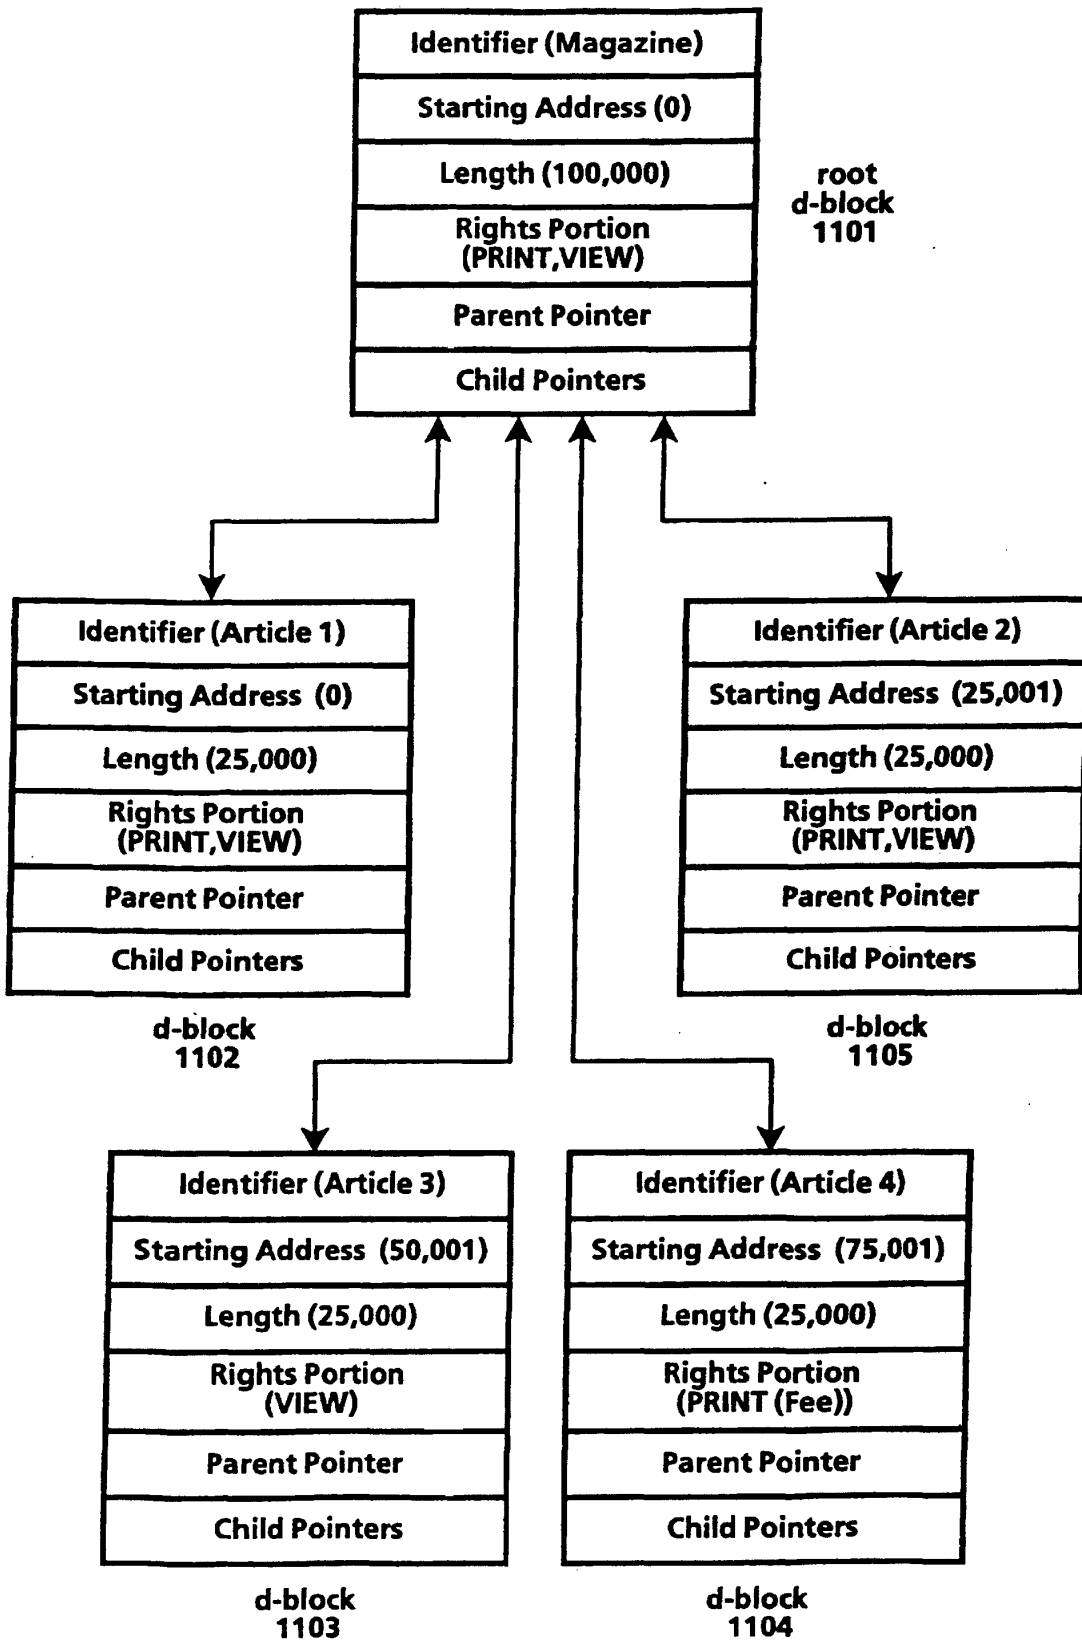 Identifier (Magazine)
Starting Address (0)
Length (100,000)
Rights Portion
(PRINT,VIEW)
Parent Pointer
Child Pointers
root
d-block
1101
Identifier (Article 1)
Starting Address (0)
Length (25,000)
Rights Portion
(PRINT,VIEW)
Parent Pointer
Child Pointers
d-block
1102
Identifier (Article 2)
Starting Address (25,001)
Length (25,000)
Rights Portion
(PRINT,VIEW)
Parent Pointer
Child Pointers
d-block
1105
Identifier (Article 3)
Starting Address (50,001)
Length (25,000)
Rights Portion
(VIEW)
Parent Pointer
Child Pointers
d-block
1103
Identifier (Article 4)
Starting Address (75,001)
Length (25,000)
Rights Portion
(PRINT (Fee))
Parent Pointer
Child Pointers
d-block
1104